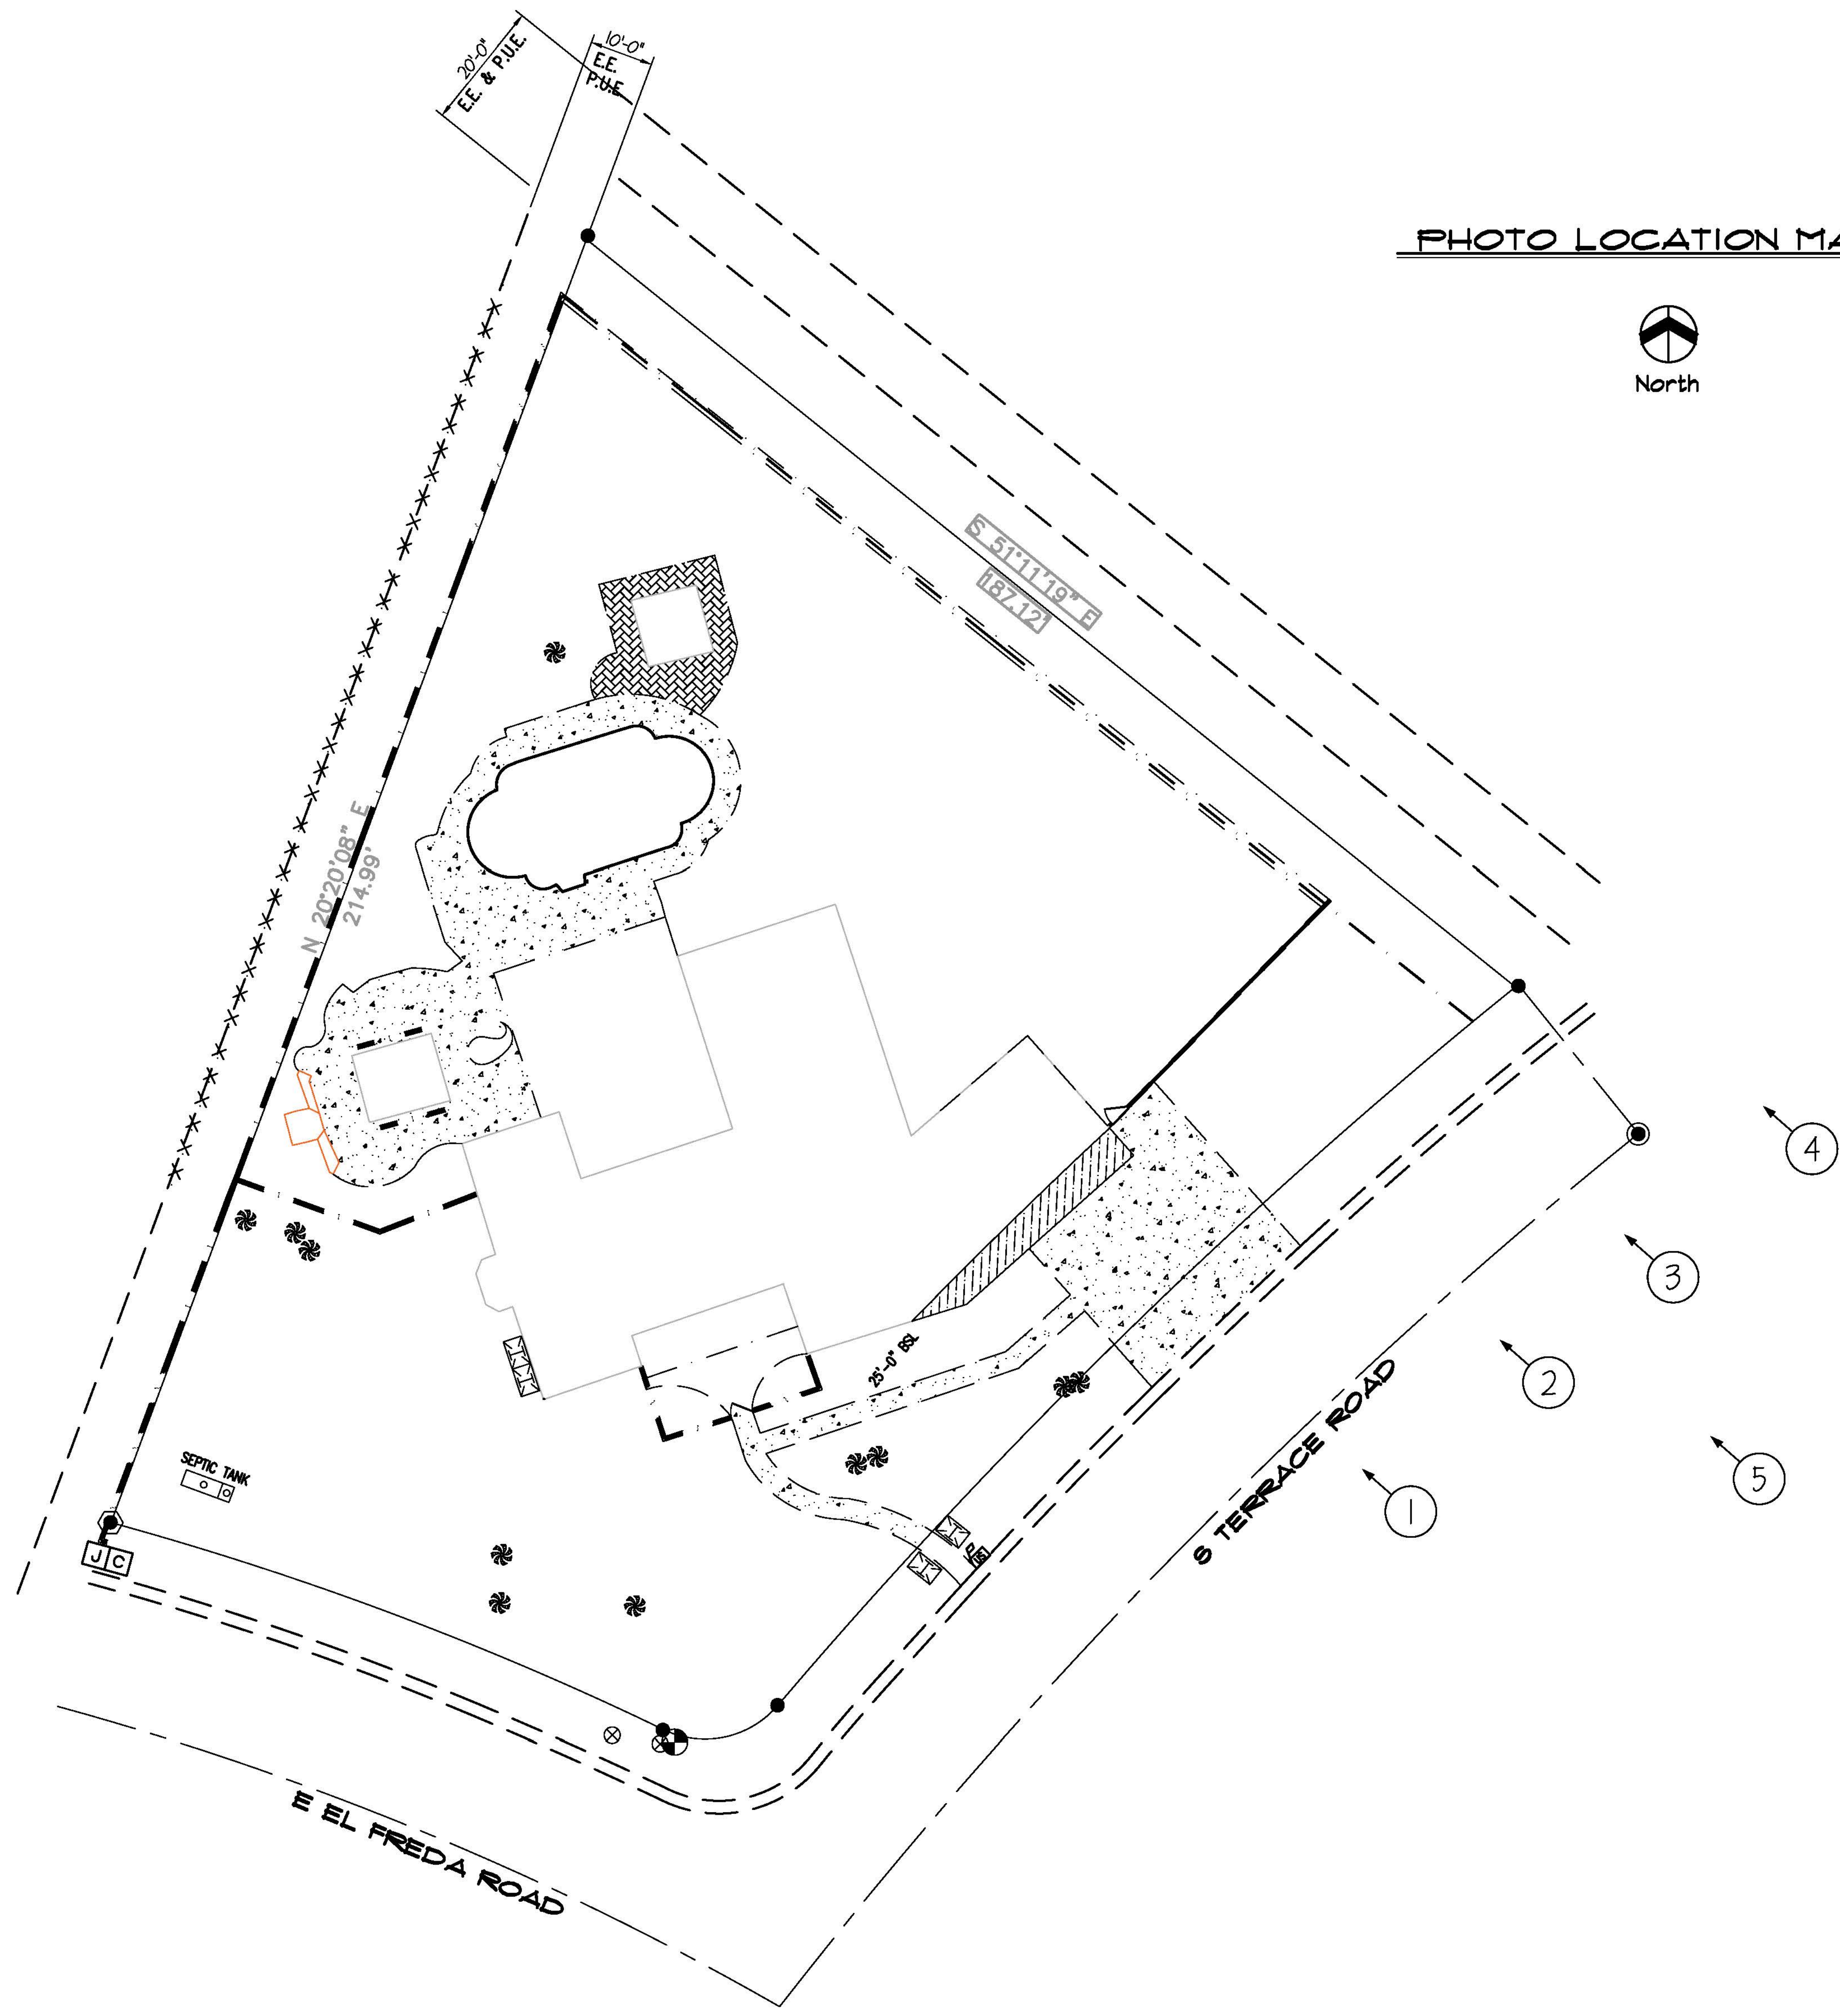 20'-0"
E.E. & P.U.E.
10'-0"
E.E.
P.U.E.
PHOTO LOCATION MA
North
S 51°11'19" E
187.12'
N 20°20'08" E
214.99'
4
3
2
25'-0" BSL
5
1
S TERRACE ROAD
SEPTIC TANK
J C
E EL FREDA ROAD